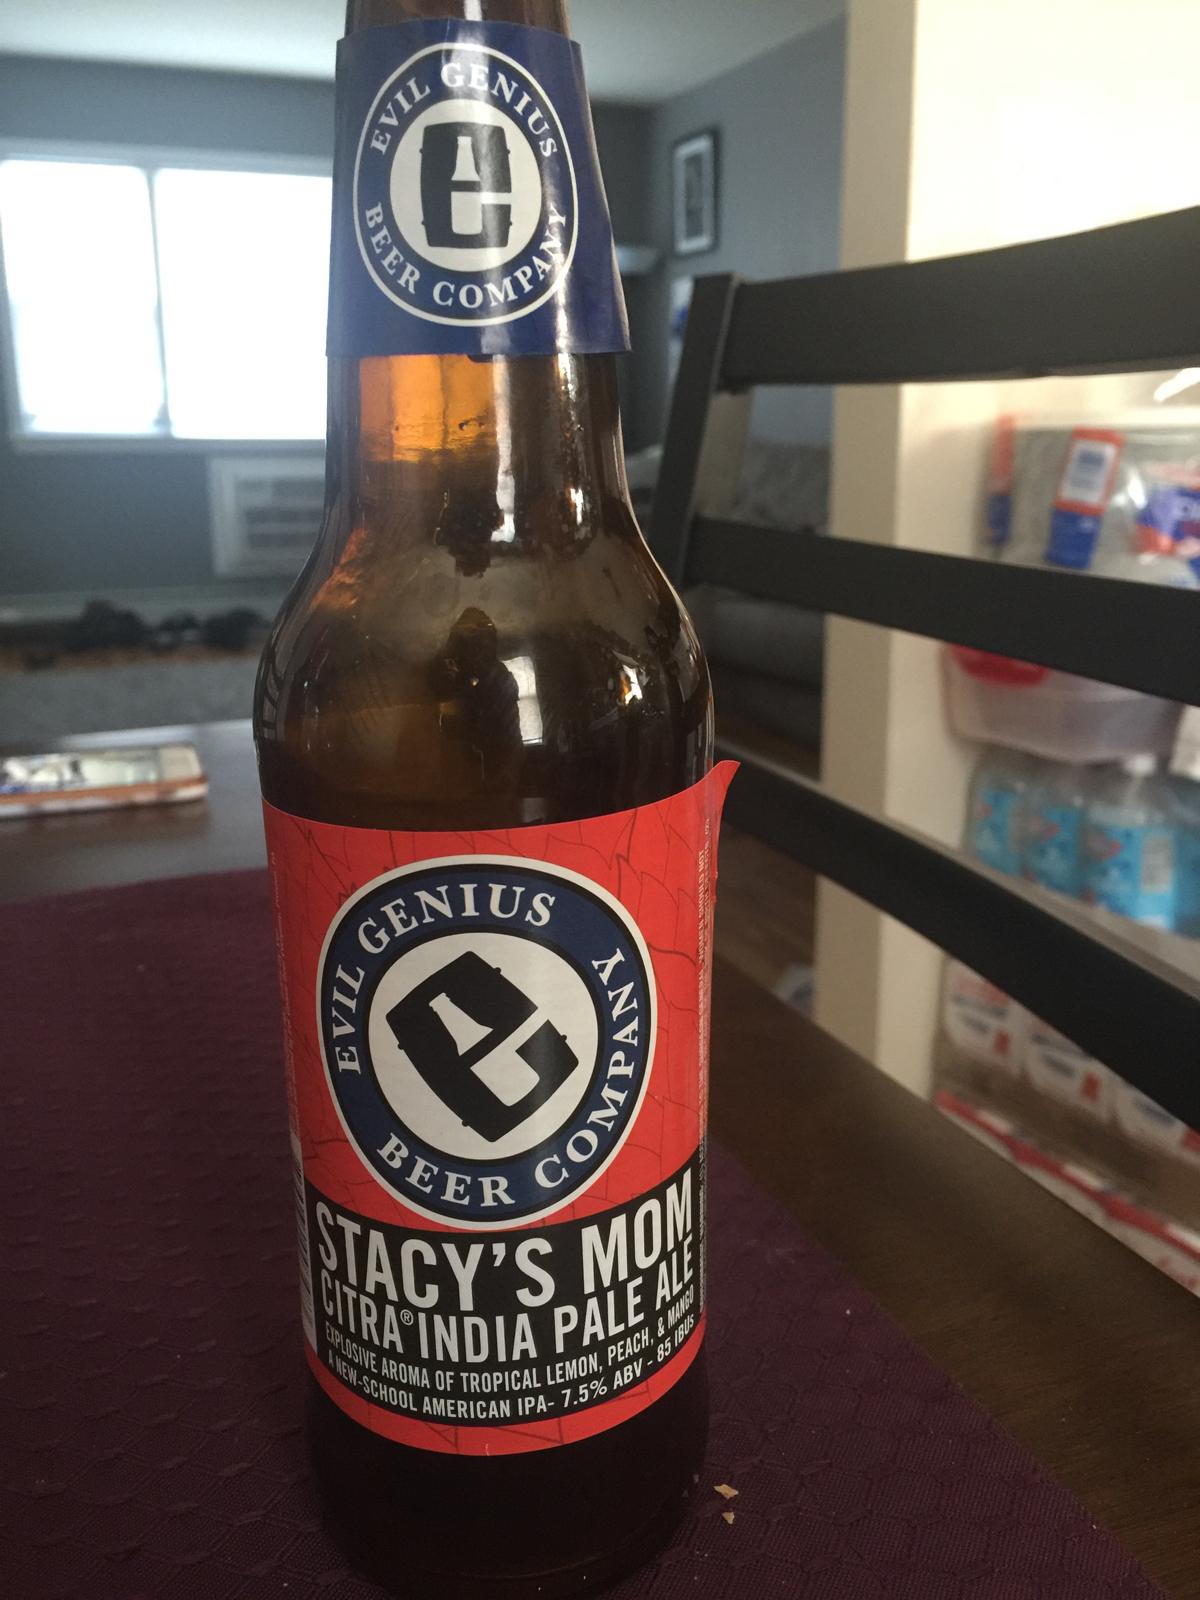 EVIL GENIUS
BEER COMPANY
EVIL GENIUS
BEER COMPANY
STACY'S MOM
CITRA® INDIA PALE ALE
EXPLOSIVE AROMA OF TROPICAL LEMON, PEACH, & MANGO
A NEW-SCHOOL AMERICAN IPA- 7.5% ABV - 85 IBUs